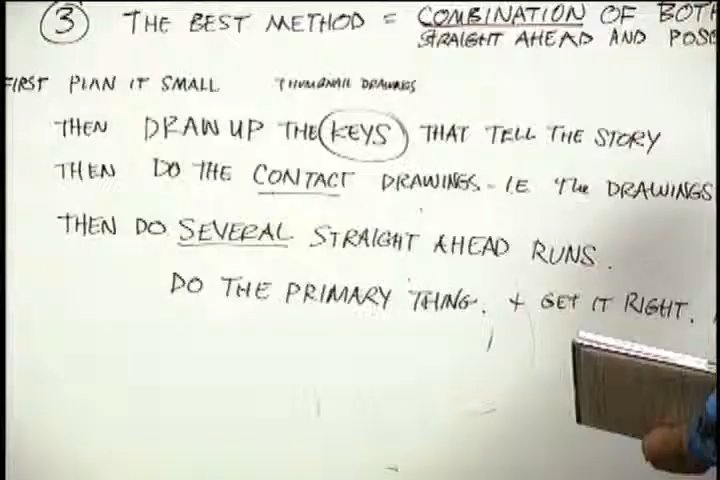 3 THE BEST METHOD = COMBINATION OF BOTH
STRAIGHT AHEAD AND POSE
FIRST PLAN IT SMALL THUMBNAIL DRAWINGS
THEN DRAW UP THE KEYS THAT TELL THE STORY
THEN DO THE CONTACT DRAWINGS - I.E THE DRAWINGS
THEN DO SEVERAL STRAIGHT AHEAD RUNS.
DO THE PRIMARY THING. + GET IT RIGHT.